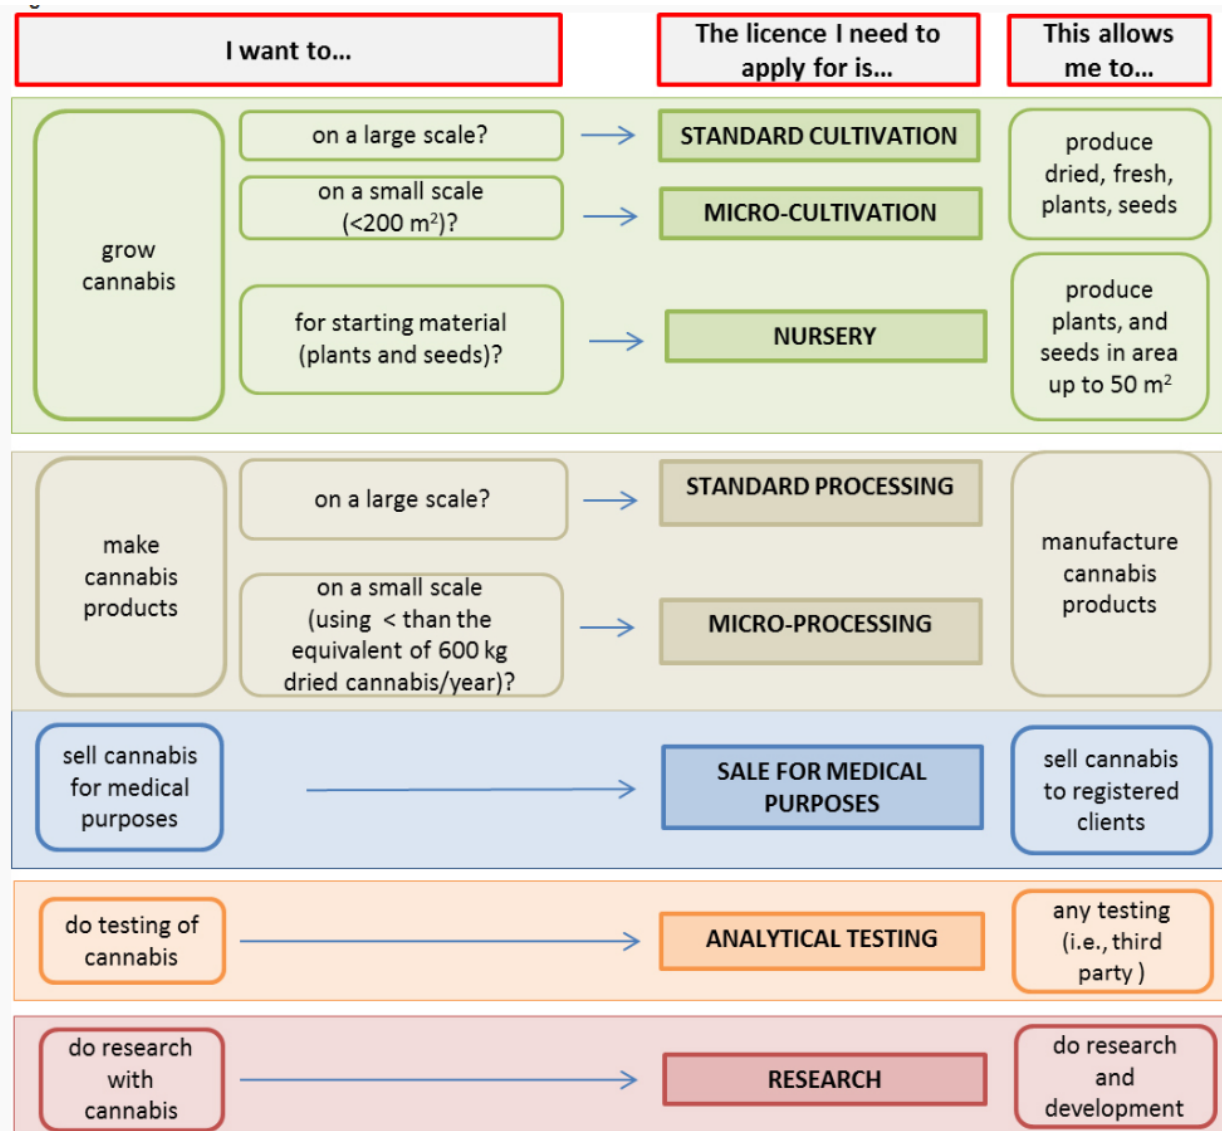 I want to...
The licence I need to
apply for is...
This allows
me to...
grow
cannabis
on a large scale?
STANDARD CULTIVATION
on a small scale
(<200 m²)?
MICRO-CULTIVATION
produce
dried, fresh,
plants, seeds
for starting material
(plants and seeds)?
NURSERY
produce
plants, and
seeds in area
up to 50 m²
make
cannabis
products
on a large scale?
STANDARD PROCESSING
on a small scale
(using < than the
equivalent of 600 kg
dried cannabis/year)?
MICRO-PROCESSING
manufacture
cannabis
products
sell cannabis
for medical
purposes
SALE FOR MEDICAL
PURPOSES
sell cannabis
to registered
clients
do testing of
cannabis
ANALYTICAL TESTING
any testing
(i.e., third
party )
do research
with
cannabis
RESEARCH
do research
and
development